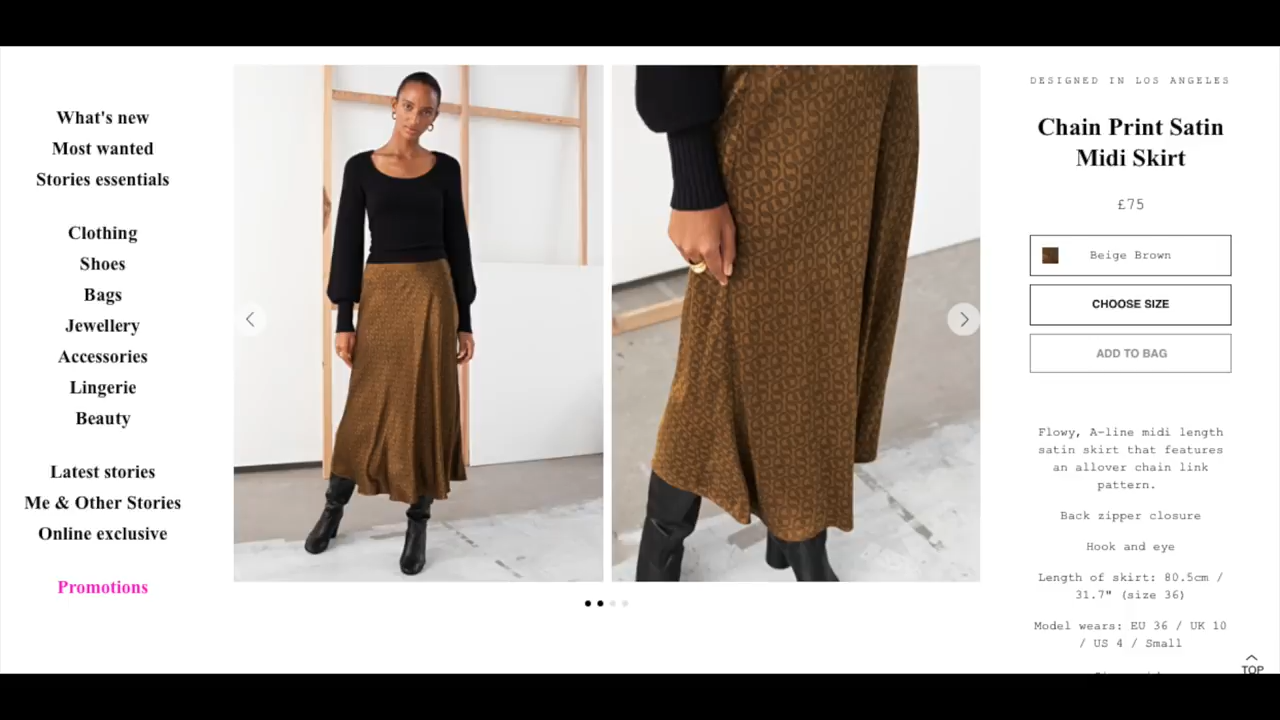 What's new
Most wanted
Stories essentials
Clothing
Shoes
Bags
Jewellery
Accessories
Lingerie
Beauty
Latest stories
Me & Other Stories
Online exclusive
Promotions
DESIGNED IN LOS ANGELES
Chain Print Satin
Midi Skirt
£75
Beige Brown
CHOOSE SIZE
ADD TO BAG
Flowy, A-line midi length
satin skirt that features
an allover chain link
pattern.
Back zipper closure
Hook and eye
Length of skirt: 80.5cm /
31.7" (size 36)
Model wears: EU 36 / UK 10
/ US 4 / Small
TOP